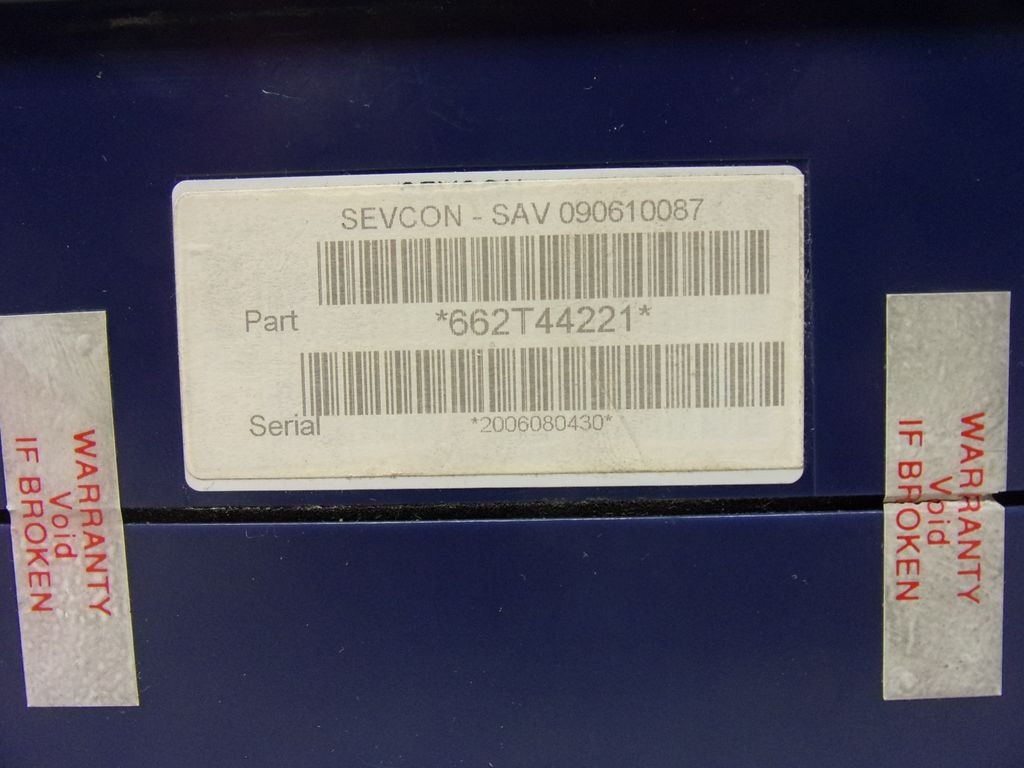 SEVCON - SAV 090610087
Part
*662T44221*
Serial
*2006080430*
WARRANTY
Void
IF BROKEN
WARRANTY
Void
IF BROKEN